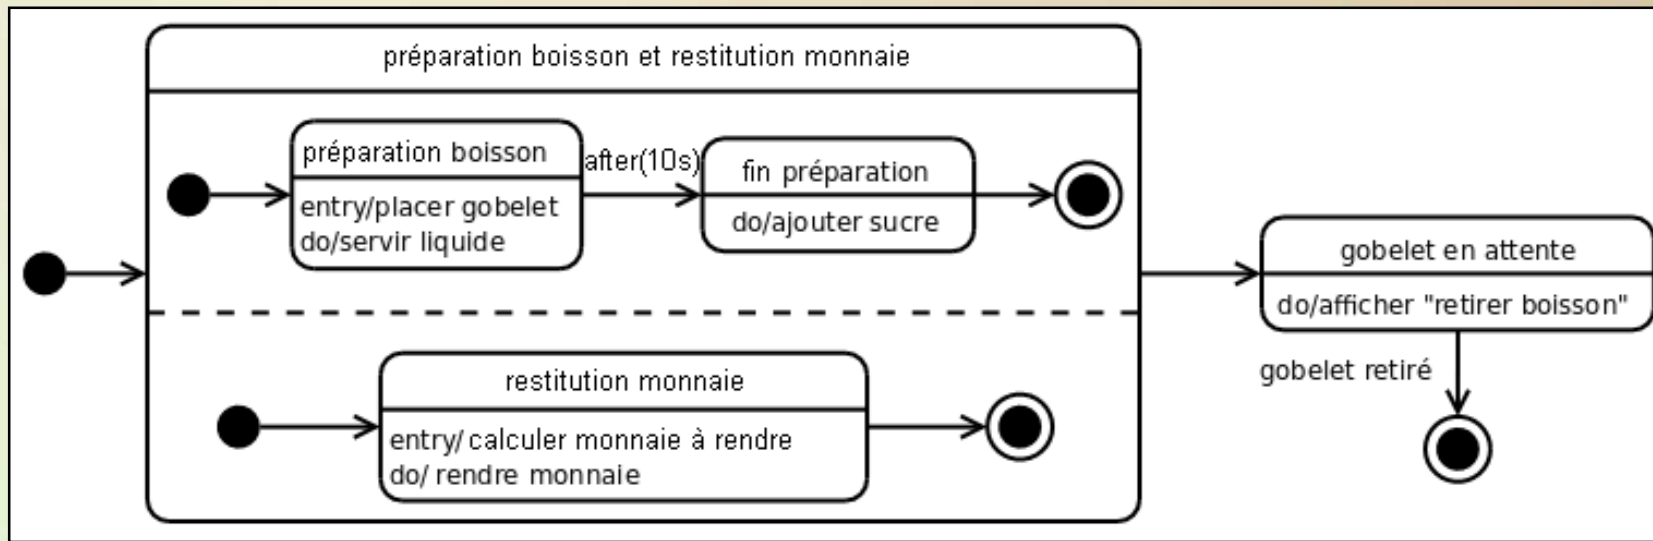 préparation boisson et restitution monnaie
préparation boisson
entry/placer gobelet
do/servir liquide
after(10s)
fin préparation
do/ajouter sucre
restitution monnaie
entry/ calculer monnaie à rendre
do/ rendre monnaie
gobelet en attente
do/afficher "retirer boisson"
gobelet retiré